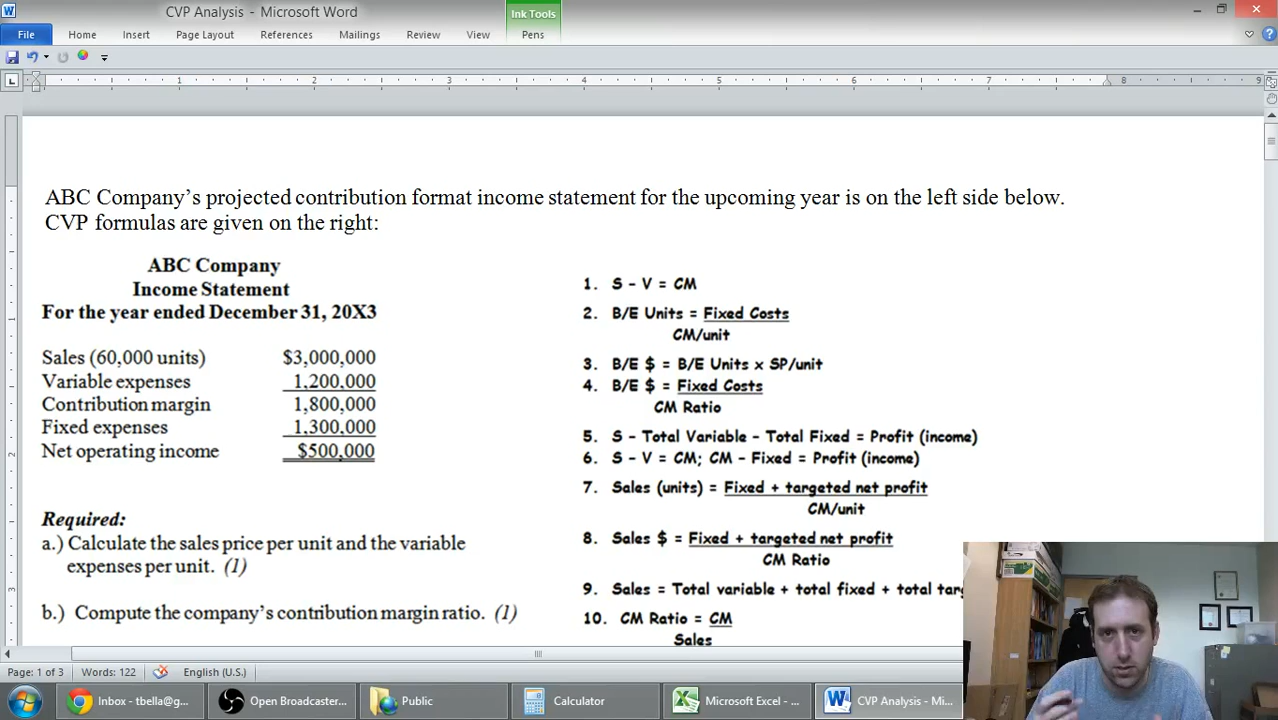 CVP Analysis - Microsoft Word
Ink Tools
File Home Insert Page Layout References Mailings Review View Pens
1 2 3 4 5 6 7 8 9
ABC Company's projected contribution format income statement for the upcoming year is on the left side below.
CVP formulas are given on the right:
ABC Company
Income Statement
For the year ended December 31, 20X3
Sales (60,000 units) $3,000,000
Variable expenses 1,200,000
Contribution margin 1,800,000
Fixed expenses 1,300,000
Net operating income $500,000
Required:
a.) Calculate the sales price per unit and the variable
expenses per unit. (1)
b.) Compute the company's contribution margin ratio. (1)
1. S - V = CM
2. B/E Units = Fixed Costs
CM/unit
3. B/E $ = B/E Units x SP/unit
4. B/E $ = Fixed Costs
CM Ratio
5. S - Total Variable - Total Fixed = Profit (income)
6. S - V = CM; CM - Fixed = Profit (income)
7. Sales (units) = Fixed + targeted net profit
CM/unit
8. Sales $ = Fixed + targeted net profit
CM Ratio
9. Sales = Total variable + total fixed + total
10. CM Ratio = CM
Sales
Page: 1 of 3 Words: 122 English (U.S.)
Inbox - tbella@g... Open Broadcaster... Public Calculator Microsoft Excel - ... CVP Analysis - Mi...